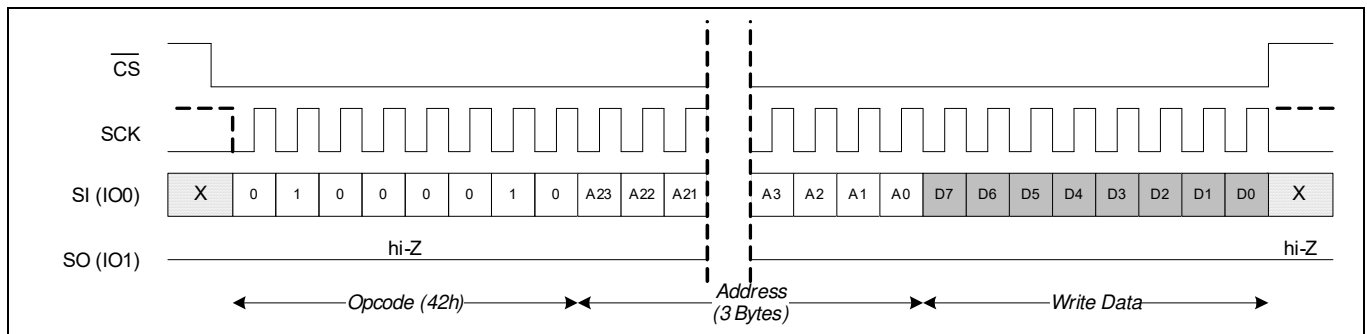 CS
SCK
SI (IO0) X 0 1 0 0 0 0 1 0 A23 A22 A21 A3 A2 A1 A0 D7 D6 D5 D4 D3 D2 D1 D0 X
hi-Z hi-Z
SO (IO1)
Opcode (42h) Address Write Data
(3 Bytes)